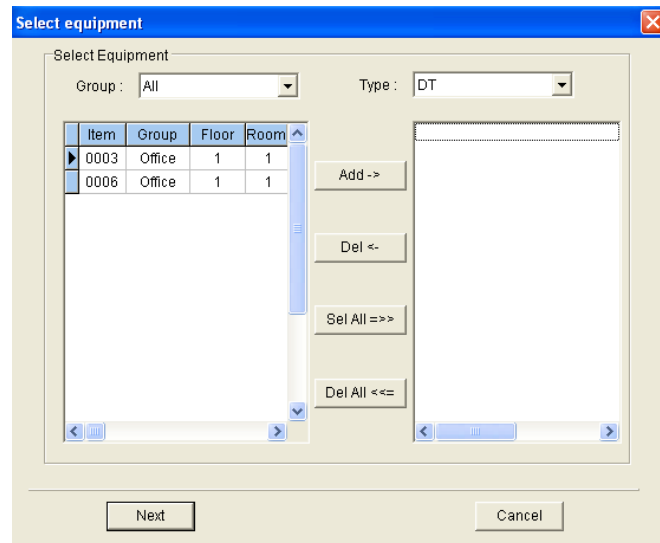 Select equipment
Select Equipment
Group : All Type : DT
Item Group Floor Room
0003 Office 1 1
0006 Office 1 1
Add ->
Del <-
Sel All =>>
Del All <<=
Next Cancel